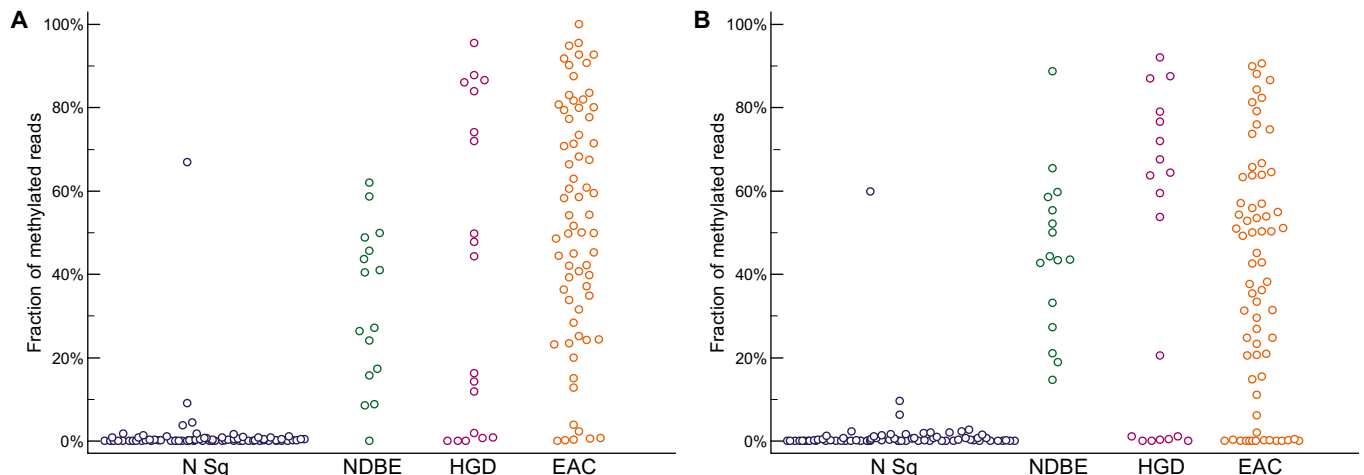 A
Fraction of methylated reads
100%
80%
60%
40%
20%
0%
N Sq NDBE HGD EAC
B
Fraction of methylated reads
100%
80%
60%
40%
20%
0%
N Sq NDBE HGD EAC